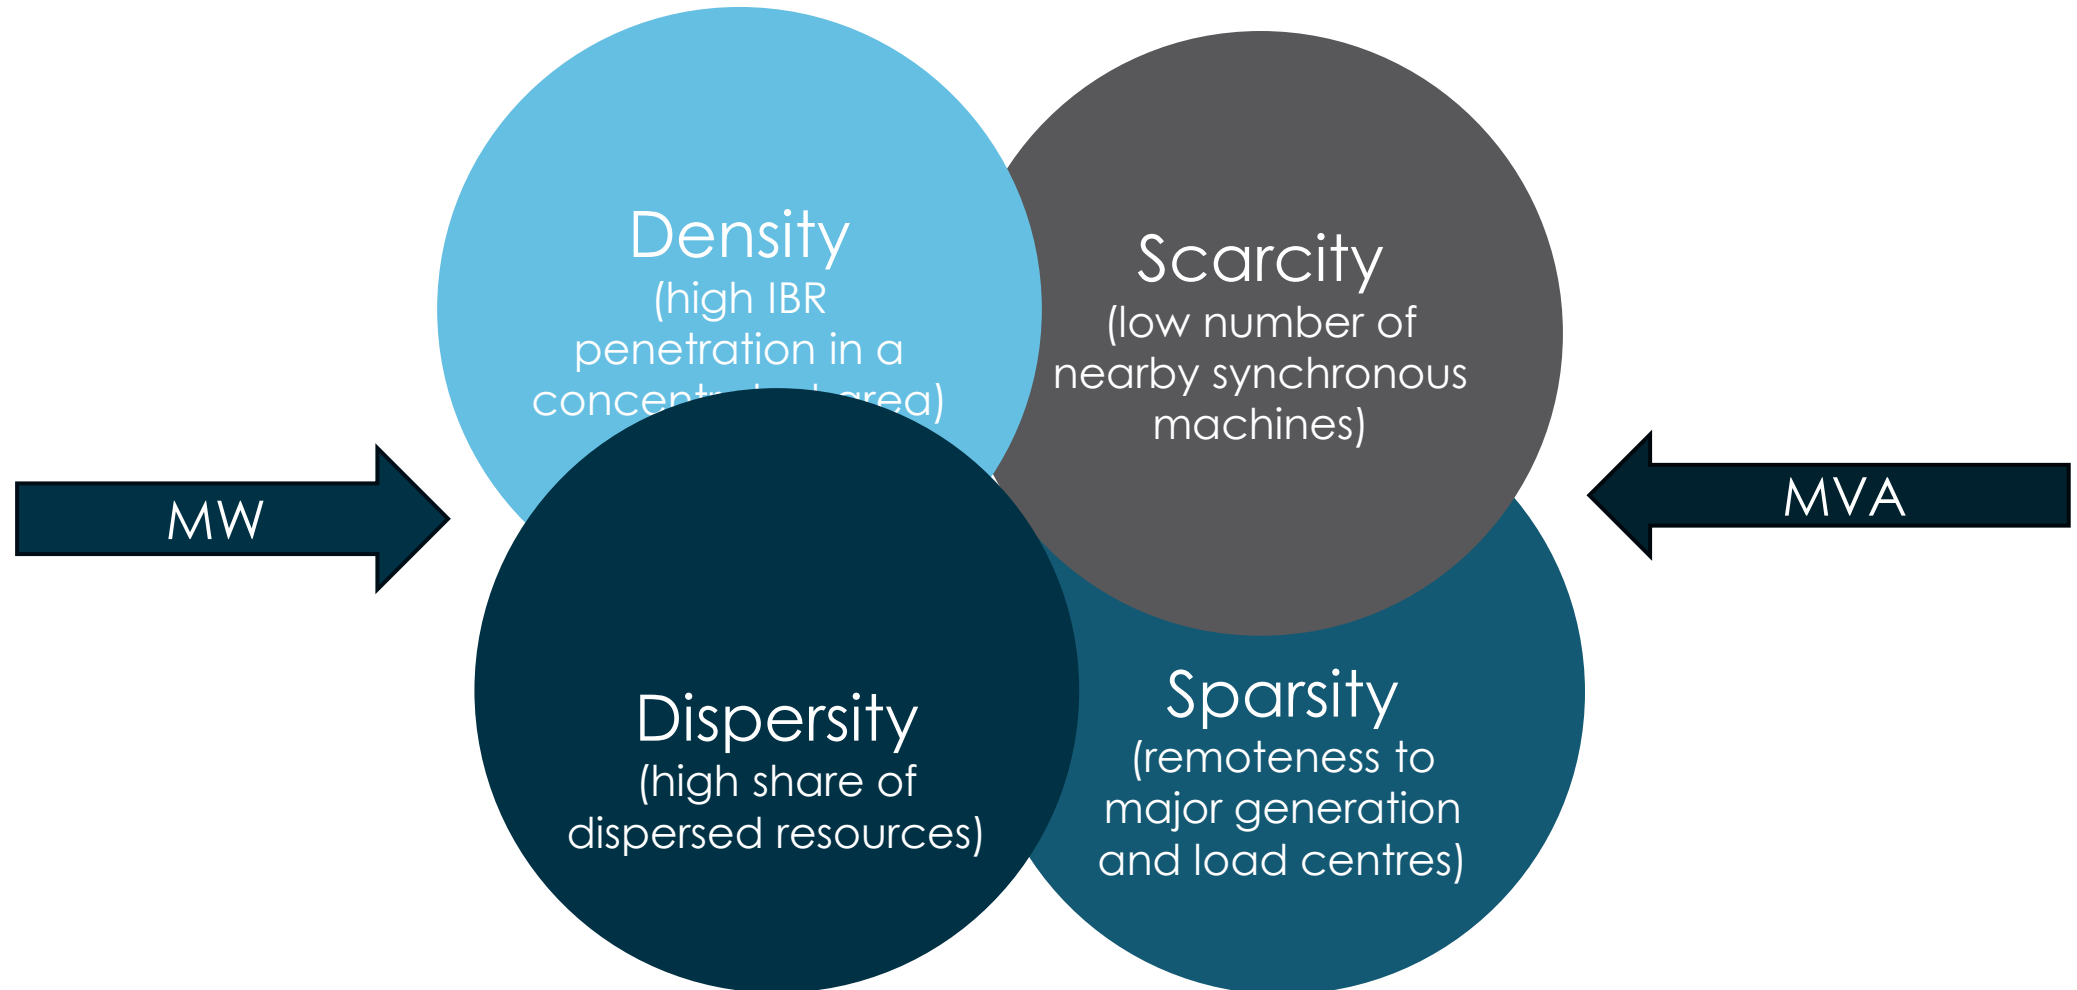 Density
(high IBR
penetration in a
area)
Scarcity
(low number of
nearby synchronous
machines)
MW
MVA
Dispersity
(high share of
dispersed resources)
Sparsity
(remoteness to
major generation
and load centres)